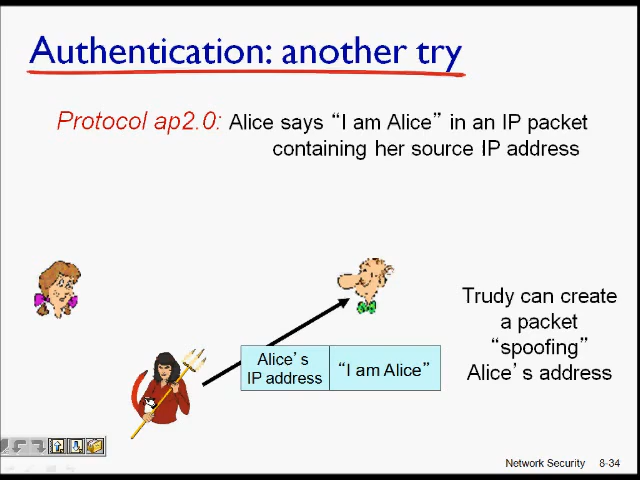 Authentication: another try
Protocol ap2.0: Alice says “I am Alice” in an IP packet
containing her source IP address
Trudy can create
a packet
“spoofing”
Alice’s address
Alice’s
IP address
“I am Alice”
Network Security 8-34